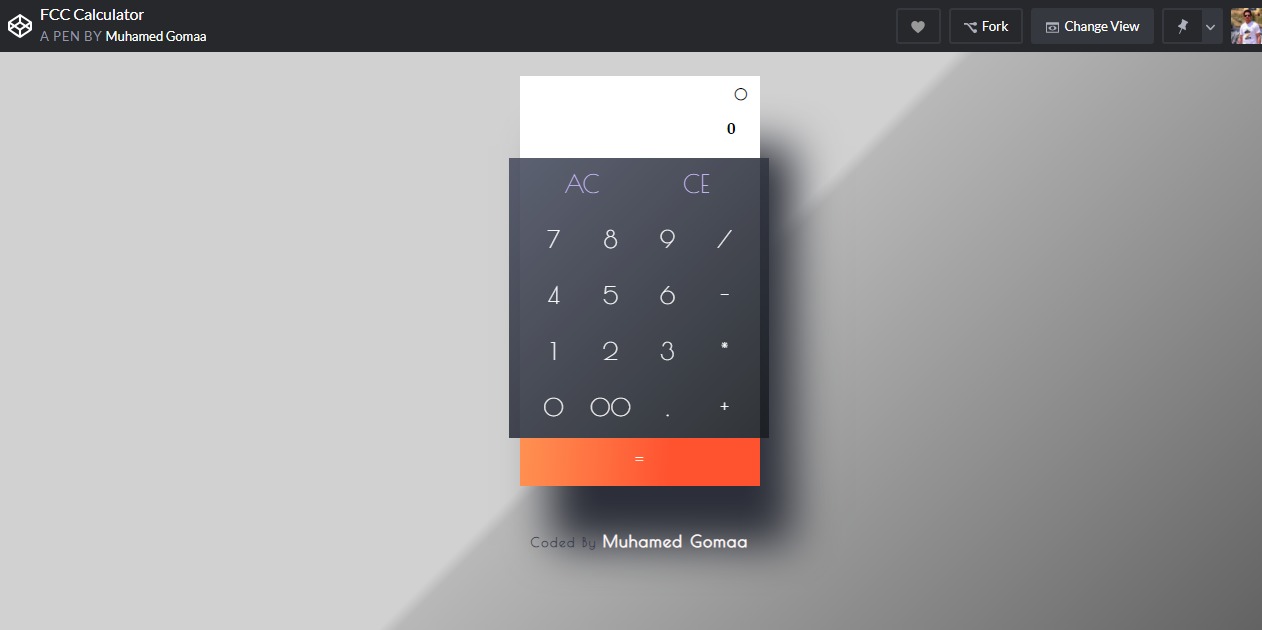 FCC Calculator
A PEN BY Muhamed Gomaa
Fork
Change View
0
0
AC CE
7 8 9 /
4 5 6 -
1 2 3 *
0 00 . +
=
Coded By Muhamed Gomaa